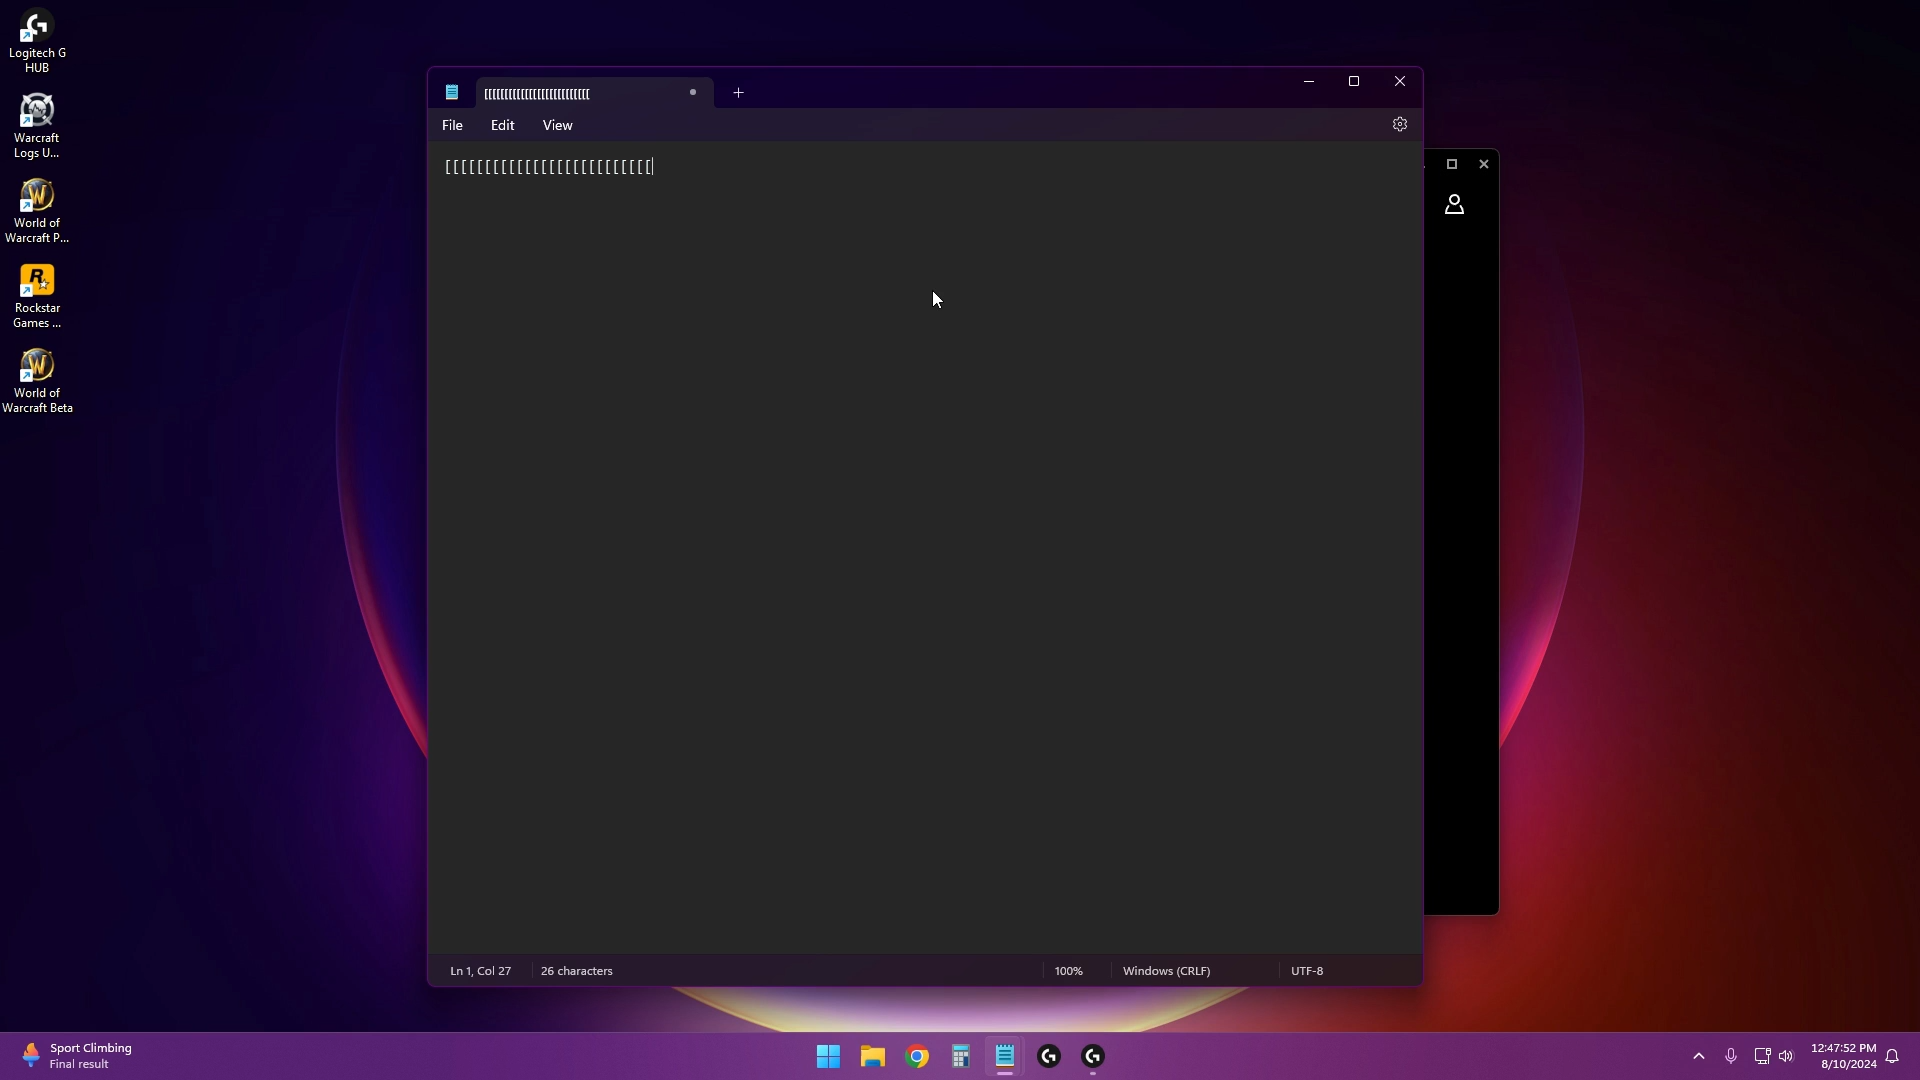 Logitech G
HUB
Warcraft
Logs U...
World of
Warcraft P...
Rockstar
Games ...
World of
Warcraft Beta
[[[[[[[[[[[[[[[[[[[[[[[[[[
File Edit View
[[[[[[[[[[[[[[[[[[[[[[[[[[
Ln 1, Col 27 26 characters 100% Windows (CRLF) UTF-8
Sport Climbing
Final result
12:47:52 PM
8/10/2024